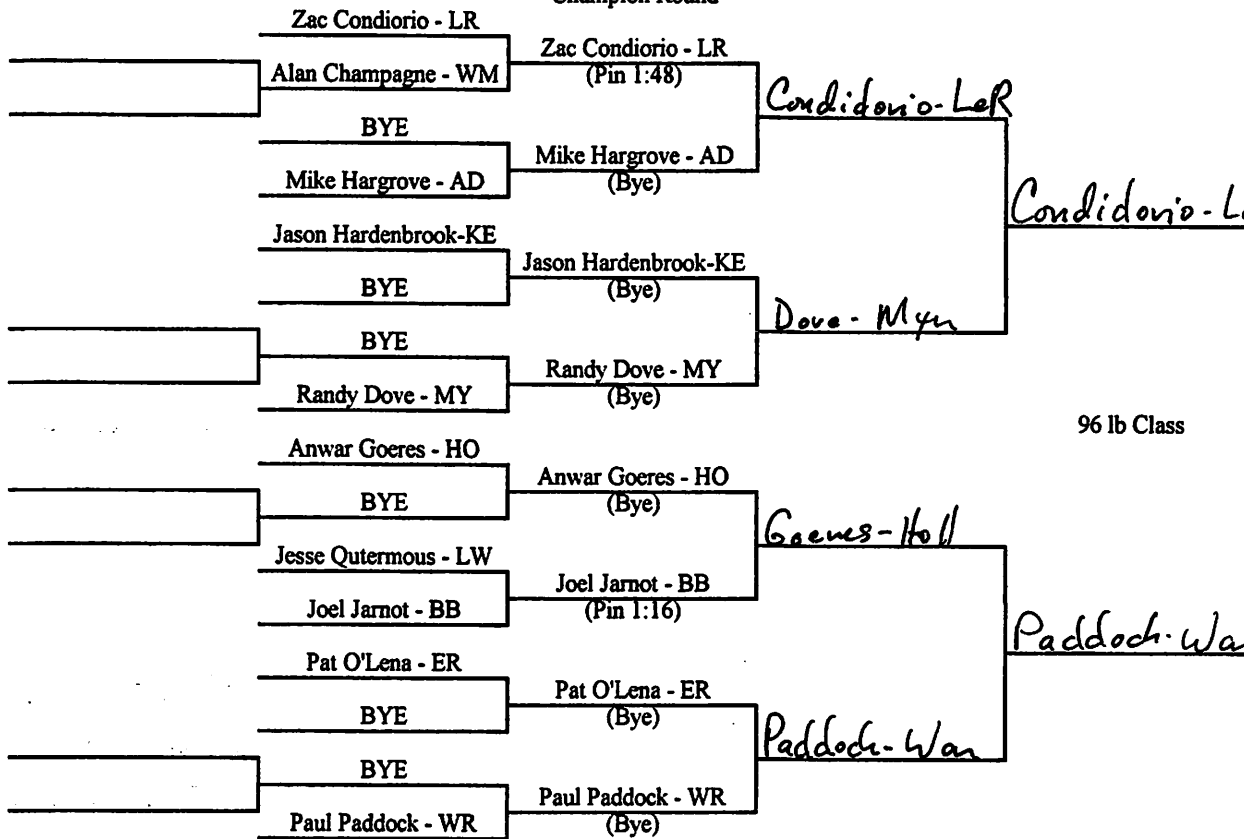 Champion Round
Zac Condiorio - LR
Alan Champagne - WM
BYE
Mike Hargrove - AD
Jason Hardenbrook-KE
BYE
BYE
Randy Dove - MY
Anwar Goeres - HO
BYE
Jesse Qutermous - LW
Joel Jarnot - BB
Pat O'Lena - ER
BYE
BYE
Paul Paddock - WR
Zac Condiorio - LR
(Pin 1:48)
Mike Hargrove - AD
(Bye)
Jason Hardenbrook-KE
(Bye)
Randy Dove - MY
(Bye)
Anwar Goeres - HO
(Bye)
Joel Jarnot - BB
(Pin 1:16)
Pat O'Lena - ER
(Bye)
Paul Paddock - WR
(Bye)
Condidorio-LeR
Dove - Myn
Goeres-Holl
Paddock-War
Condidorio-Le
Paddock-War
96 lb Class